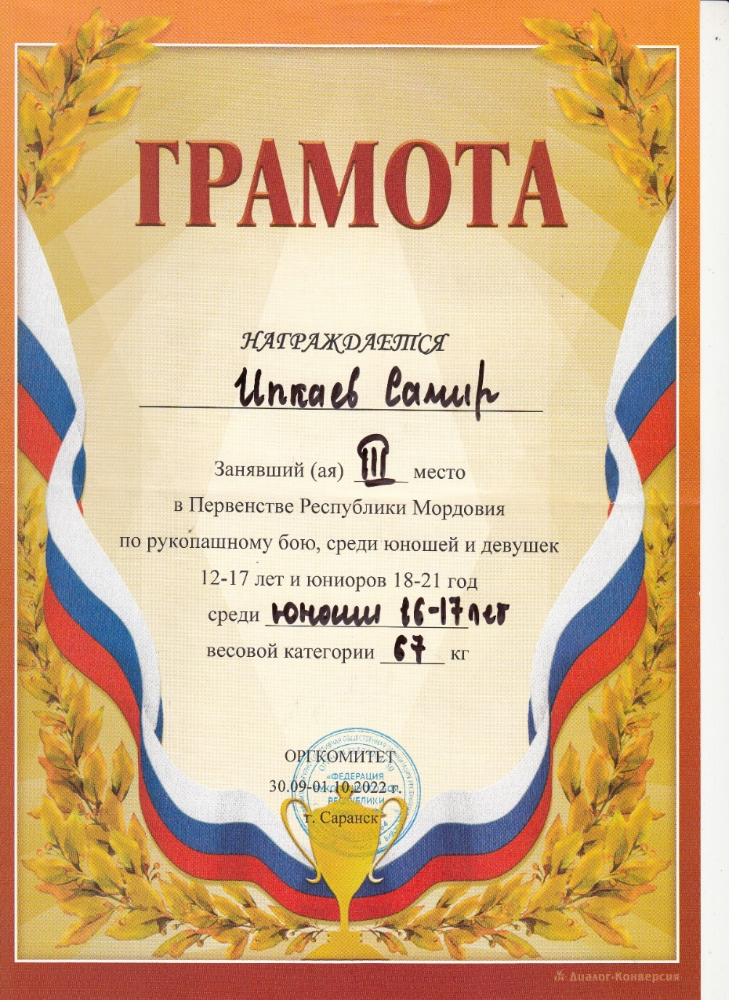 ГРАМОТА
НАГРАЖДАЕТСЯ
Ипкаев Самир
Занявший (ая) III место
в Первенстве Республики Мордовия
по рукопашному бою, среди юношей и девушек
12-17 лет и юниоров 18-21 год
среди юноши 16-17 лет
весовой категории 67 кг
ОРГКОМИТЕТ
«ФЕДЕРАЦИЯ
30.09-01.10.2022 г.
РЕСПУБЛИКИ
г. Саранск
Диалог-Конверсия